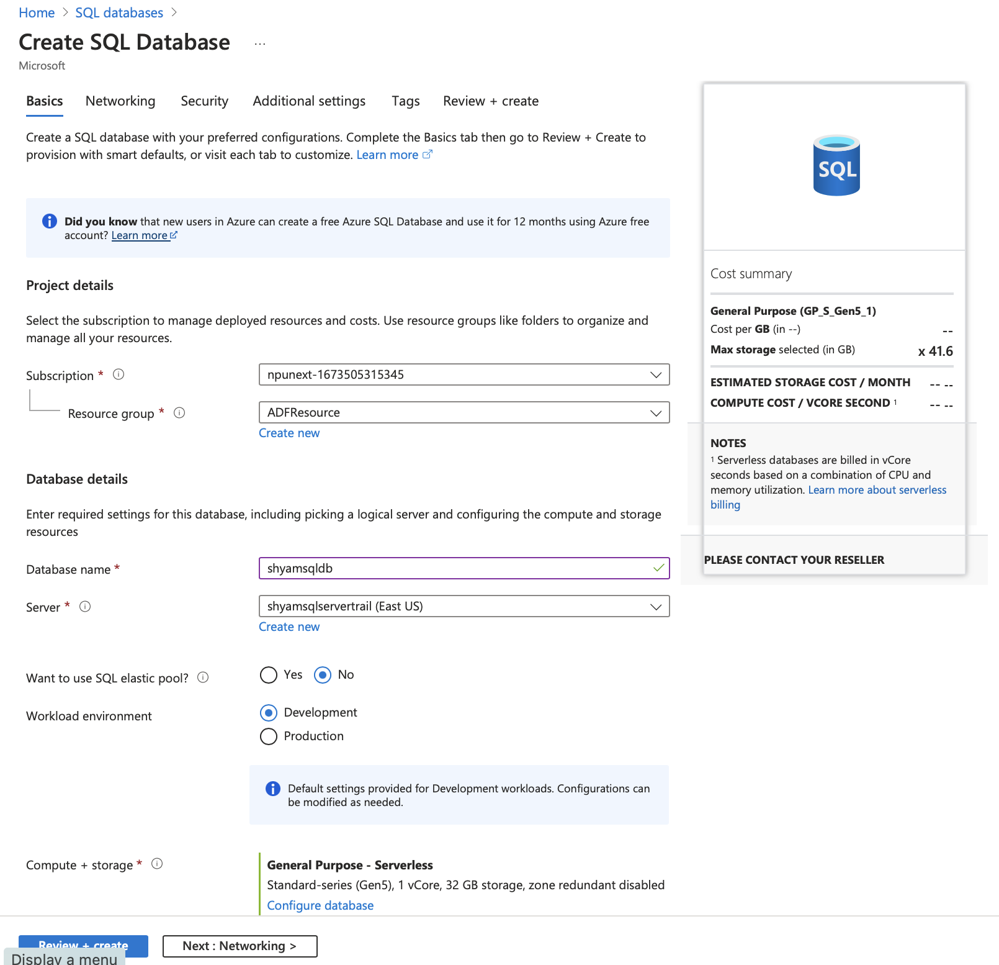 Home > SQL databases >
Create SQL Database ...
Microsoft
Basics Networking Security Additional settings Tags Review + create
Create a SQL database with your preferred configurations. Complete the Basics tab then go to Review + Create to
provision with smart defaults, or visit each tab to customize. Learn more
Did you know that new users in Azure can create a free Azure SQL Database and use it for 12 months using Azure free
account? Learn more
Project details
Select the subscription to manage deployed resources and costs. Use resource groups like folders to organize and
manage all your resources.
Subscription *
npunext-1673505315345
Resource group *
ADFResource
Create new
Database details
Enter required settings for this database, including picking a logical server and configuring the compute and storage
resources
Database name *
shyamsqldb
Server *
shyamsqlservertrail (East US)
Create new
Want to use SQL elastic pool?
Yes No
Workload environment
Development
Production
Default settings provided for Development workloads. Configurations can
be modified as needed.
Compute + storage *
General Purpose - Serverless
Standard-series (Gen5), 1 vCore, 32 GB storage, zone redundant disabled
Configure database
Review + create
Next : Networking >
Display a menu
SQL
Cost summary
General Purpose (GP_S_Gen5_1)
Cost per GB (in --) --
Max storage selected (in GB) x 41.6
ESTIMATED STORAGE COST / MONTH -- --
COMPUTE COST / VCORE SECOND ¹ -- --
NOTES
¹ Serverless databases are billed in vCore
seconds based on a combination of CPU and
memory utilization. Learn more about serverless
billing
PLEASE CONTACT YOUR RESELLER